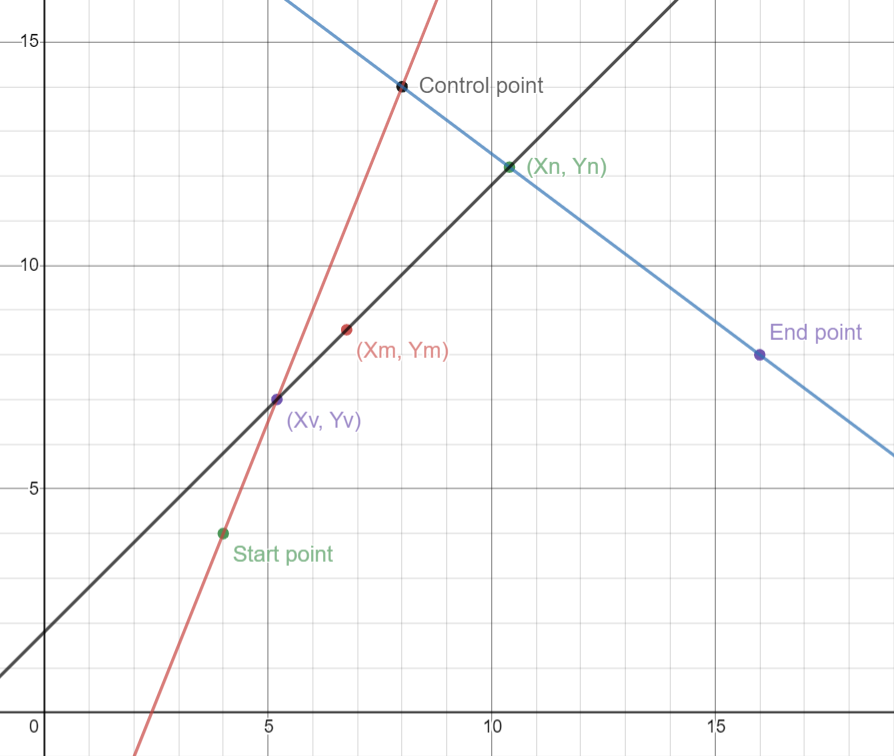 15
Control point
(Xn, Yn)
10
End point
(Xm, Ym)
(Xv, Yv)
5
Start point
0
5
10
15